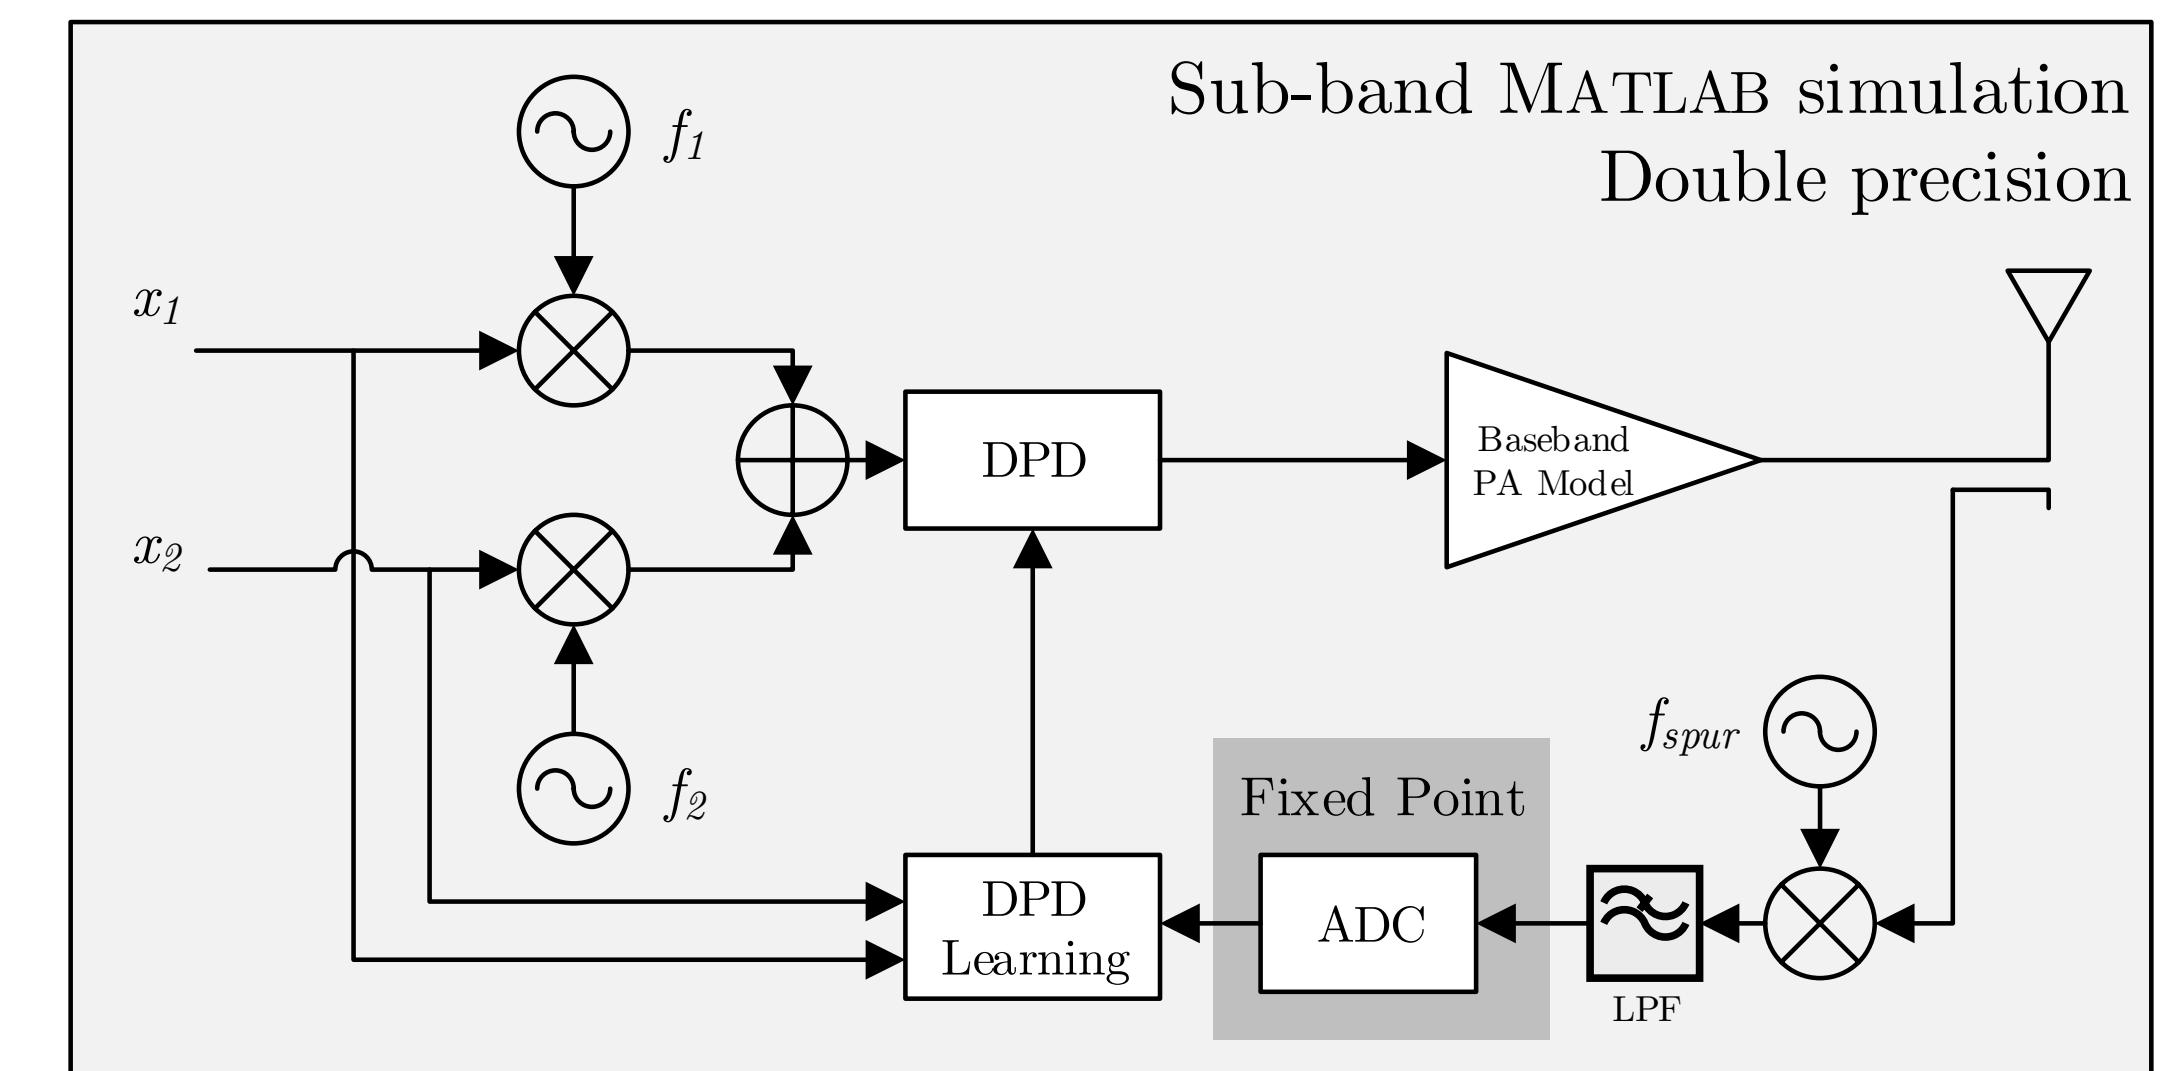 Sub-band MATLAB simulation
Double precision
f1
x1
Baseband
PA Model
DPD
x2
fspur
f2
Fixed Point
DPD
Learning
ADC
LPF